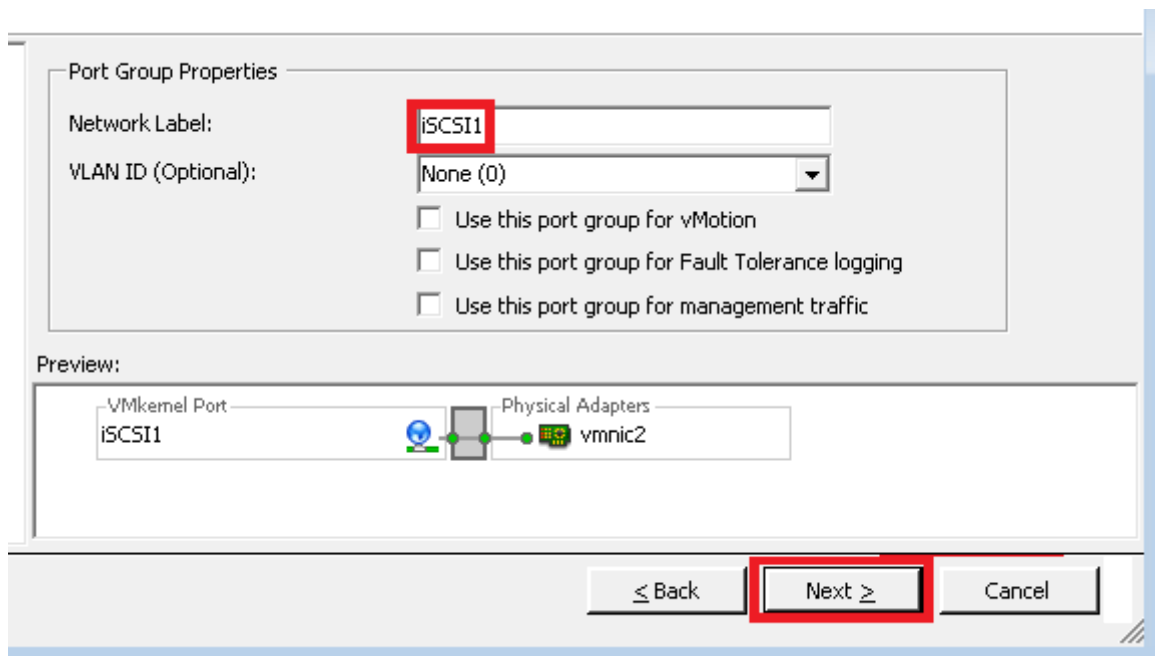 Port Group Properties
Network Label:
iSCSI1
VLAN ID (Optional):
None (0)
Use this port group for vMotion
Use this port group for Fault Tolerance logging
Use this port group for management traffic
Preview:
VMkernel Port
Physical Adapters
iSCSI1
vmnic2
< Back
Next >
Cancel